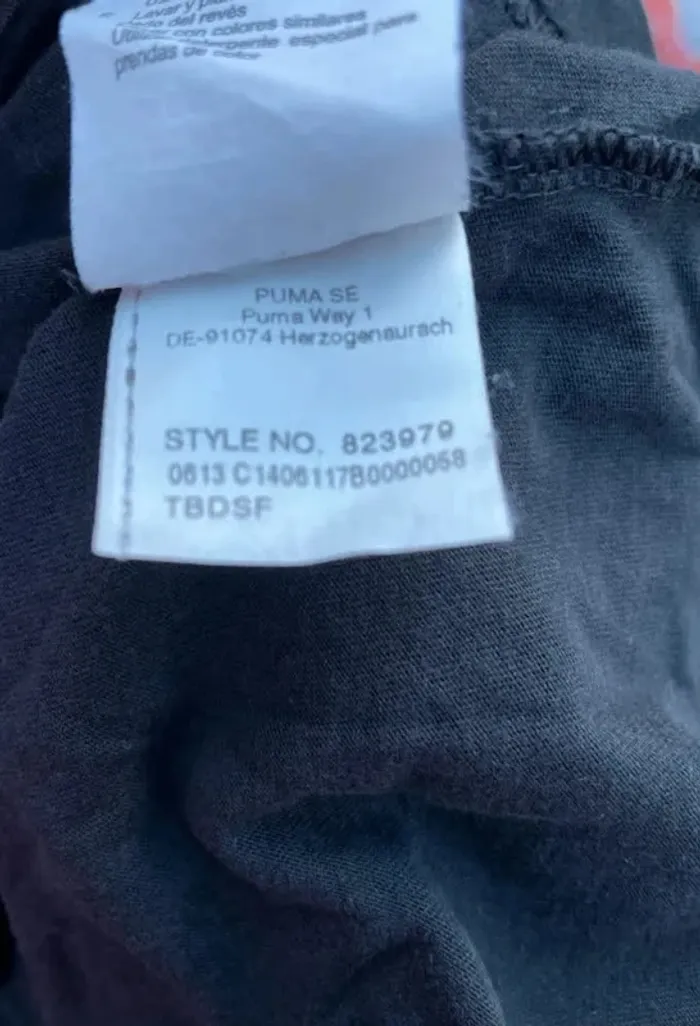 Lavar y
del revés
Utilizar con colores similares
prendas de color especial para
PUMA SE
Puma Way 1
DE-91074 Herzogenaurach
STYLE NO. 823979
0613 C1406117B0000058
TBDSF